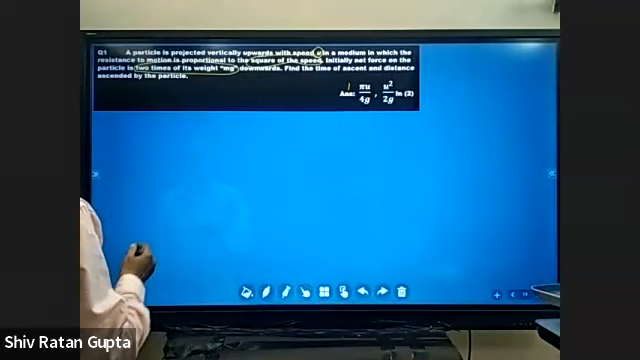 Q1 A particle is projected vertically upwards with speed u in a medium in which the
resistance to motion is proportional to the square of the speed. Initially net force on the
particle is two times of its weight "mg" downwards. Find the time of ascent and distance
ascended by the particle.
Ans: πu/4g , u²/2g ln (2)
Shiv Ratan Gupta